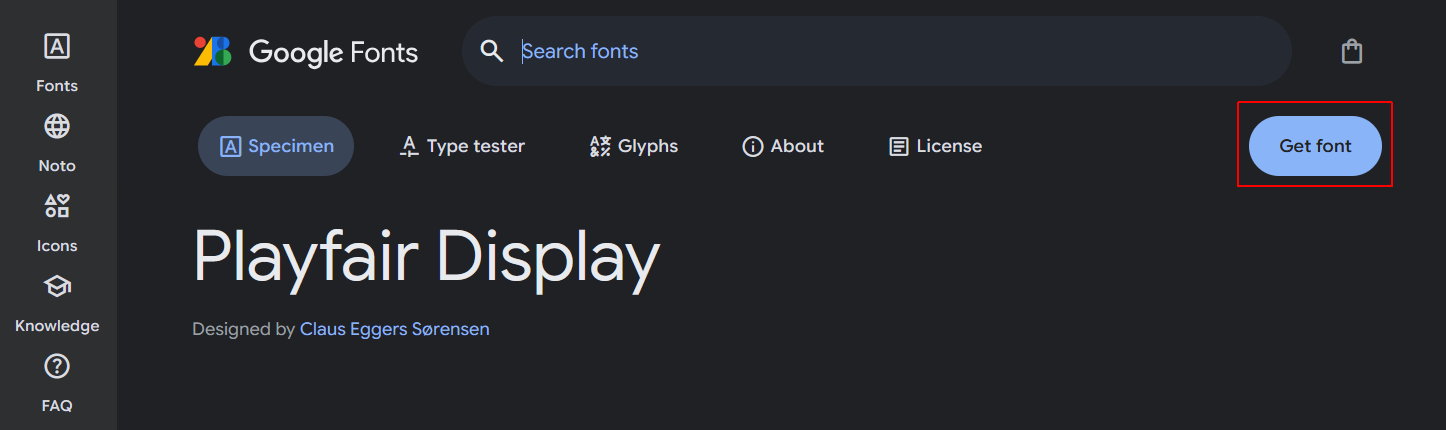 Fonts
Noto
Icons
Knowledge
FAQ
Google Fonts
Search fonts
Specimen
Type tester
Glyphs
About
License
Get font
Playfair Display
Designed by Claus Eggers Sørensen